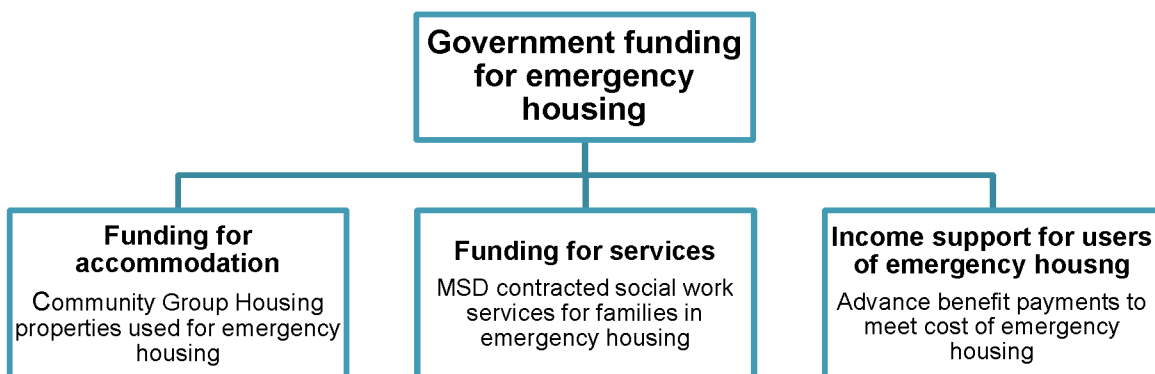 Government funding
for emergency
housing
Funding for
accommodation
Community Group Housing
properties used for emergency
housing
Funding for services
MSD contracted social work
services for families in
emergency housing
Income support for users
of emergency housng
Advance benefit payments to
meet cost of emergency
housing